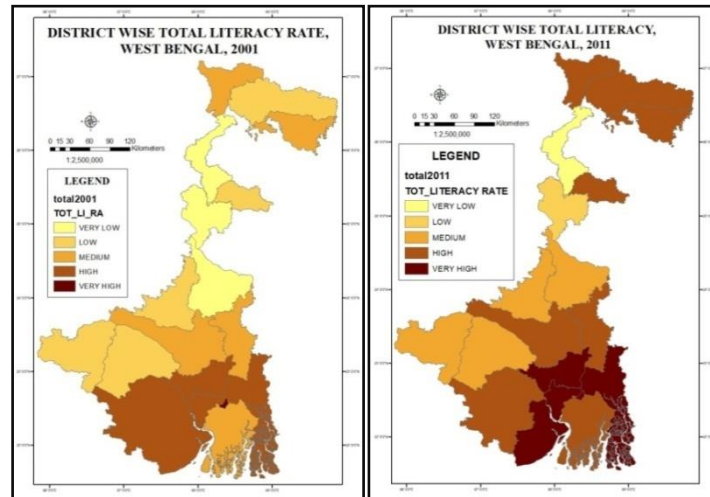 DISTRICT WISE TOTAL LITERACY RATE,
WEST BENGAL, 2001
0 15 30 60 90 120
Kilometers
1:2,500,000
LEGEND
total2001
TOT_LI_RA
VERY LOW
LOW
MEDIUM
HIGH
VERY HIGH
DISTRICT WISE TOTAL LITERACY,
WEST BENGAL, 2011
0 15 30 60 90 120
Kilometers
1:2,500,000
LEGEND
total2011
TOT_LITERACY RATE
VERY LOW
LOW
MEDIUM
HIGH
VERY HIGH